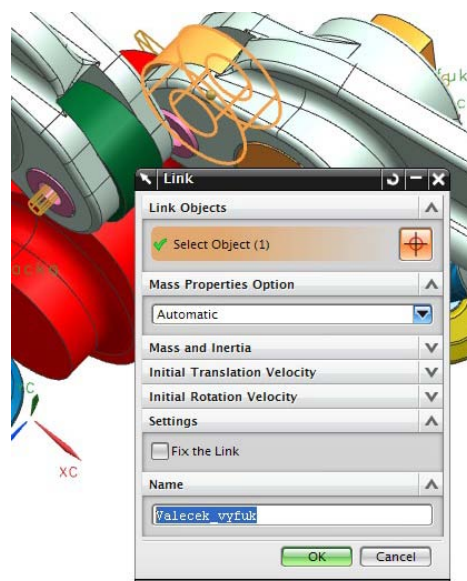 Link
Link Objects
Select Object (1)
Mass Properties Option
Automatic
Mass and Inertia
Initial Translation Velocity
Initial Rotation Velocity
Settings
Fix the Link
XC
Name
Valecek_vyfuk
OK
Cancel